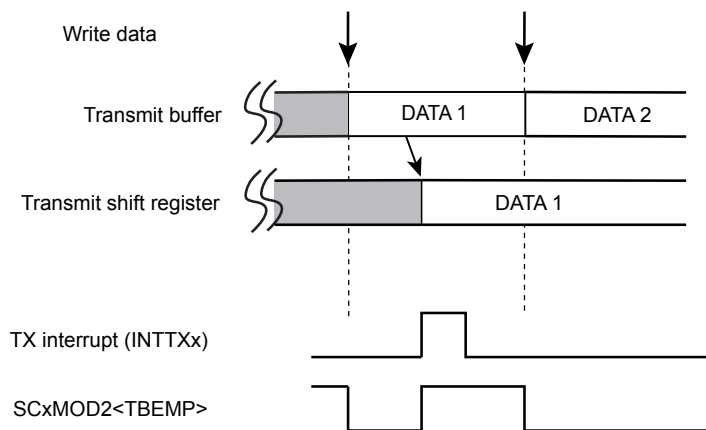 Write data
Transmit buffer
DATA 1
DATA 2
Transmit shift register
DATA 1
TX interrupt (INTTXx)
SCxMOD2<TBEMP>